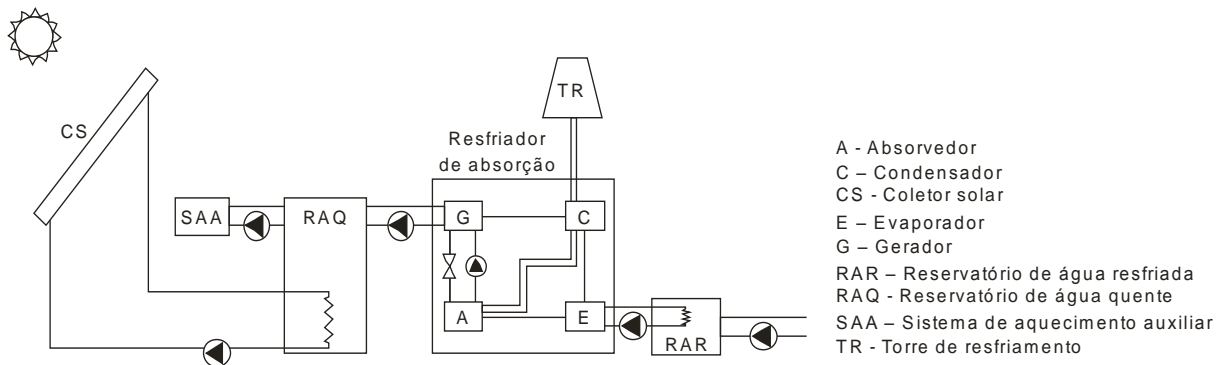 TR
CS
Resfriador
de absorção
SAA
RAQ
G
C
A
E
RAR
A - Absorvedor
C – Condensador
CS - Coletor solar
E – Evaporador
G – Gerador
RAR – Reservatório de água resfriada
RAQ - Reservatório de água quente
SAA – Sistema de aquecimento auxiliar
TR - Torre de resfriamento